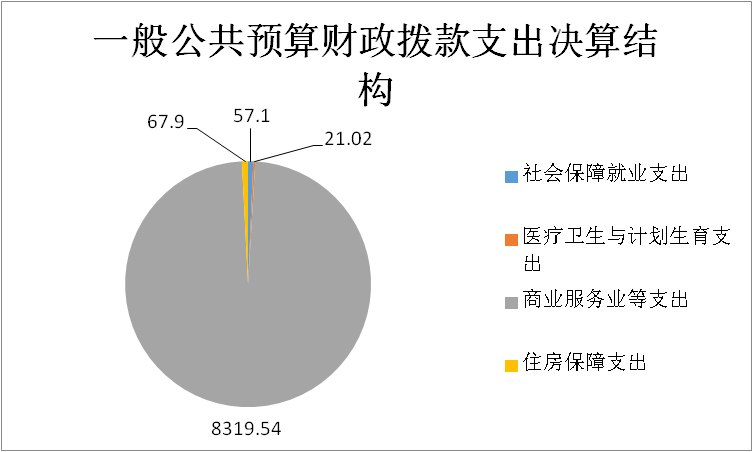 一般公共预算财政拨款支出决算结
构
67.9
57.1
21.02
8319.54
社会保障就业支出
医疗卫生与计划生育支
出
商业服务业等支出
住房保障支出